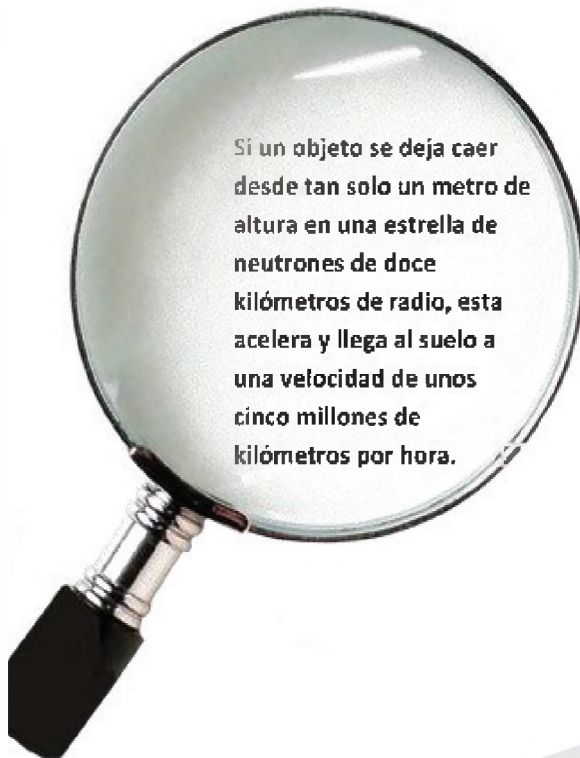 Si un objeto se deja caer
desde tan solo un metro de
altura en una estrella de
neutrones de doce
kilómetros de radio, esta
acelera y llega al suelo a
una velocidad de unos
cinco millones de
kilómetros por hora.